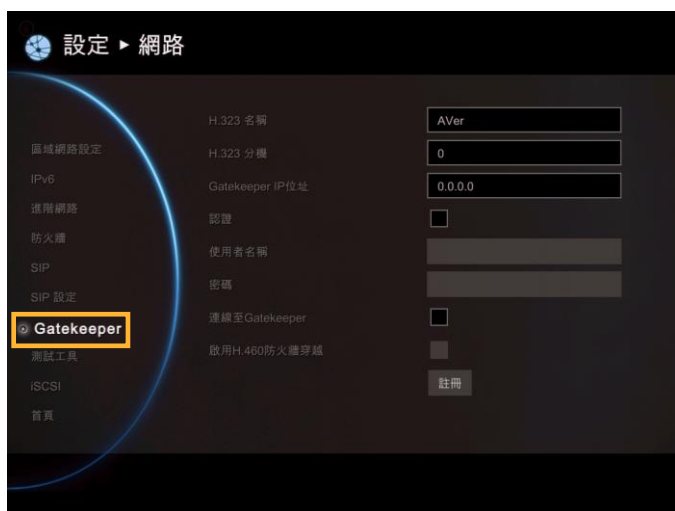 設定 ▸ 網路
區域網路設定
IPv6
進階網路
防火牆
SIP
SIP 設定
Gatekeeper
測試工具
iSCSI
首頁
H.323 名稱
AVer
H.323 分機
0
Gatekeeper IP位址
0.0.0.0
認證
使用者名稱
密碼
連線至Gatekeeper
啟用H.460防火牆穿越
註冊